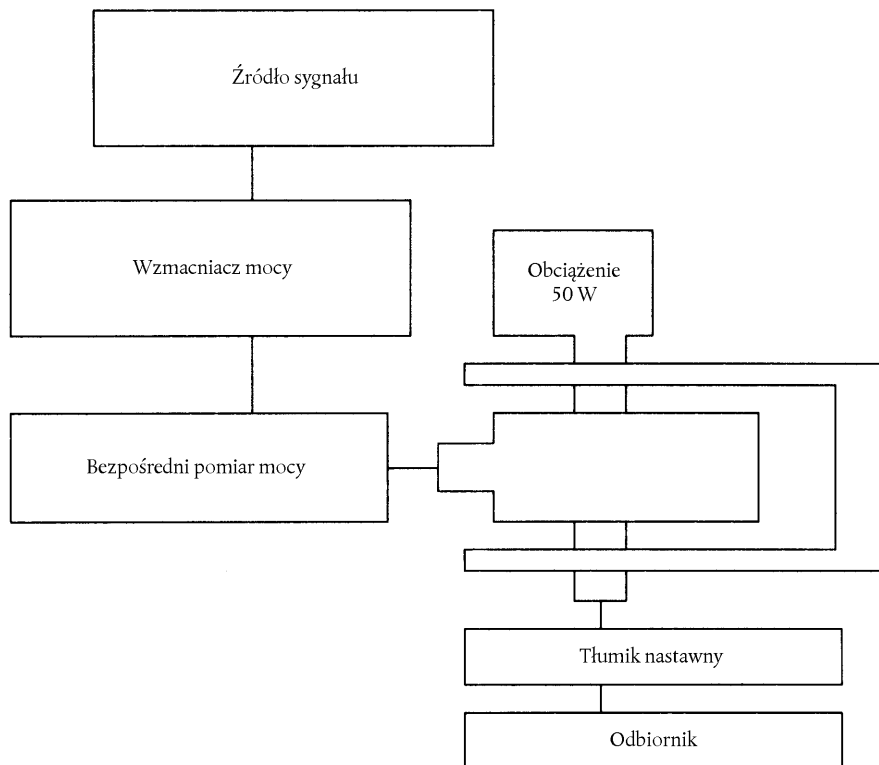 Źródło sygnału
Wzmacniacz mocy
Obciążenie
50 W
Bezpośredni pomiar mocy
Tłumik nastawny
Odbiornik